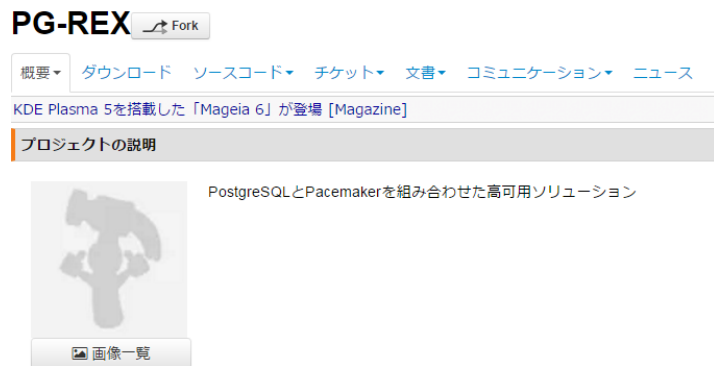 PG-REX Fork
概要 ダウンロード ソースコード チケット 文書 コミュニケーション ニュース
KDE Plasma 5を搭載した「Mageia 6」が登場 [Magazine]
プロジェクトの説明
PostgreSQLとPacemakerを組み合わせた高可用ソリューション
画像一覧